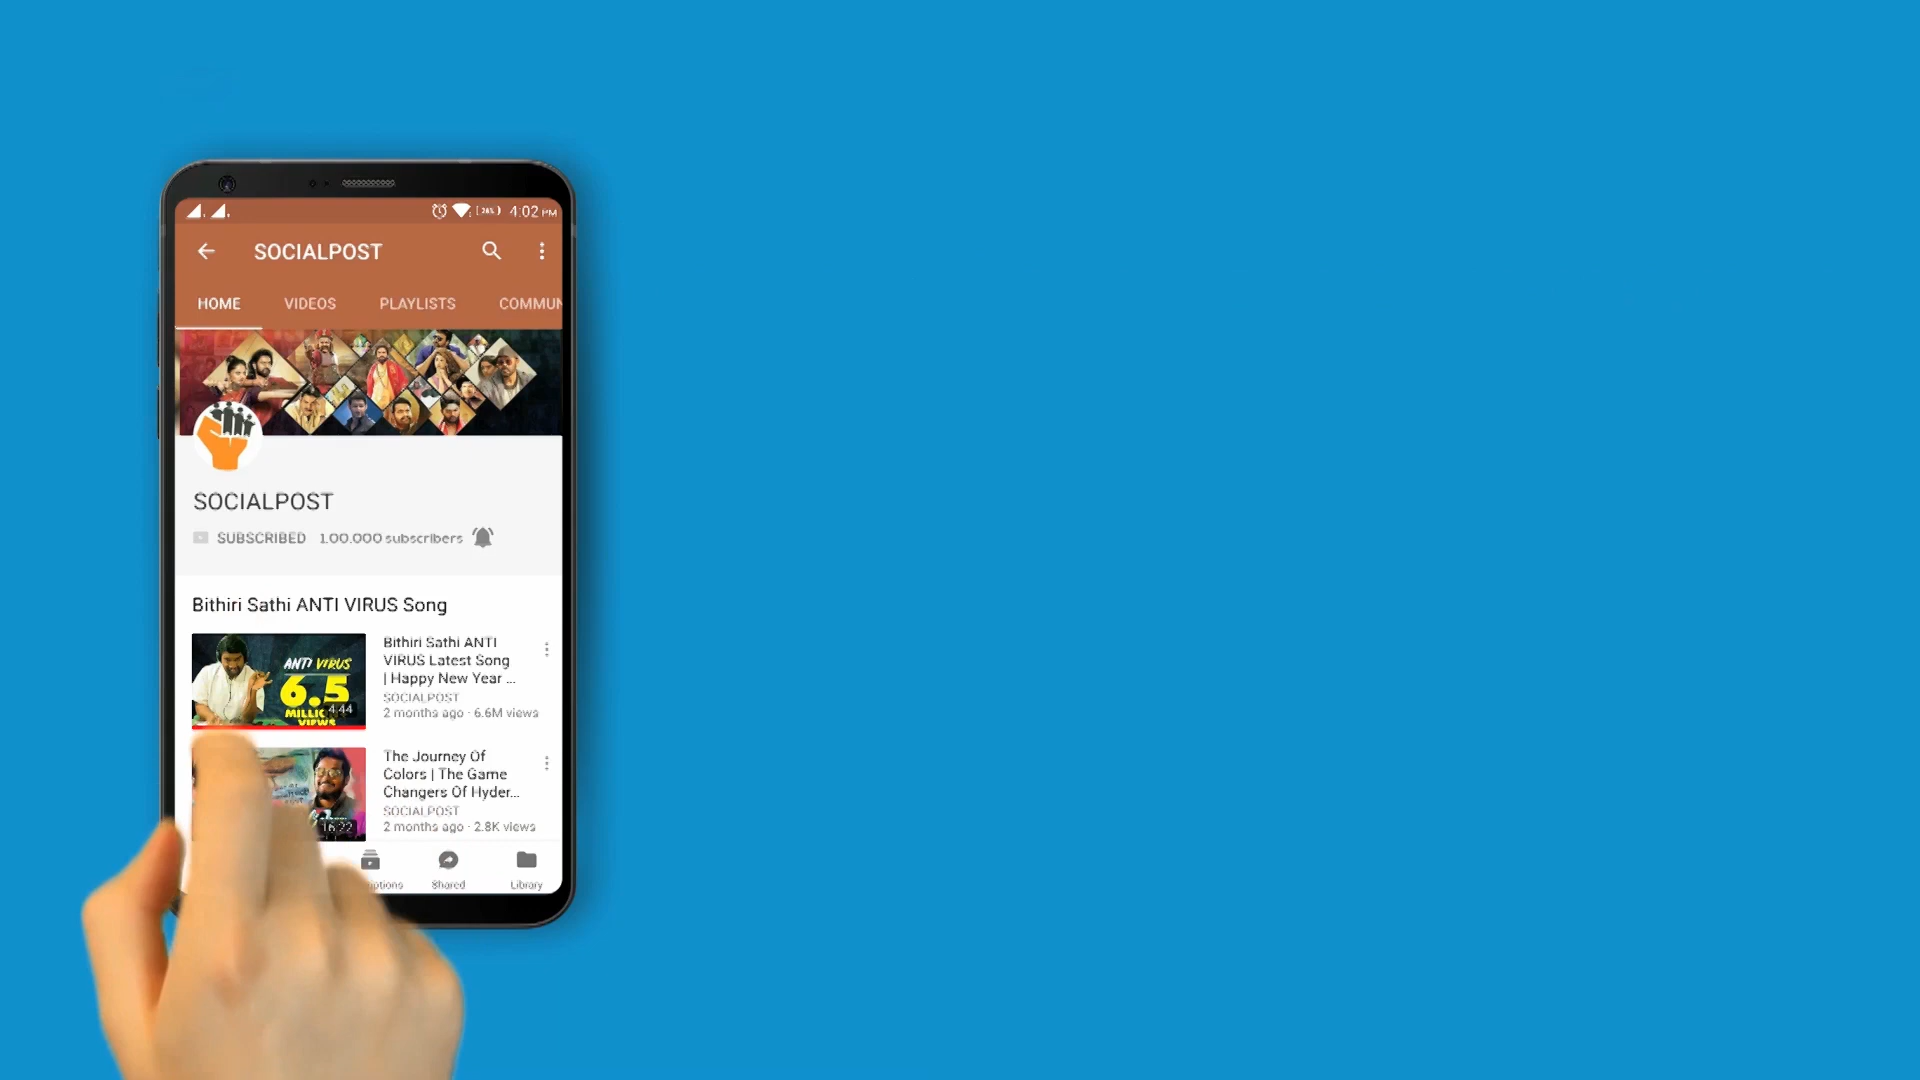 4:02 PM
SOCIALPOST
HOME VIDEOS PLAYLISTS COMMUN
SOCIALPOST
SUBSCRIBED 1,00,000 subscribers
Bithiri Sathi ANTI VIRUS Song
ANTI VIRUS
6.5
4:44
VIEWS
Bithiri Sathi ANTI
VIRUS Latest Song
| Happy New Year ...
SOCIALPOST
2 months ago · 6.6M views
16:22
The Journey Of
Colors | The Game
Changers Of Hyder...
SOCIALPOST
2 months ago · 2.8K views
Shared Library